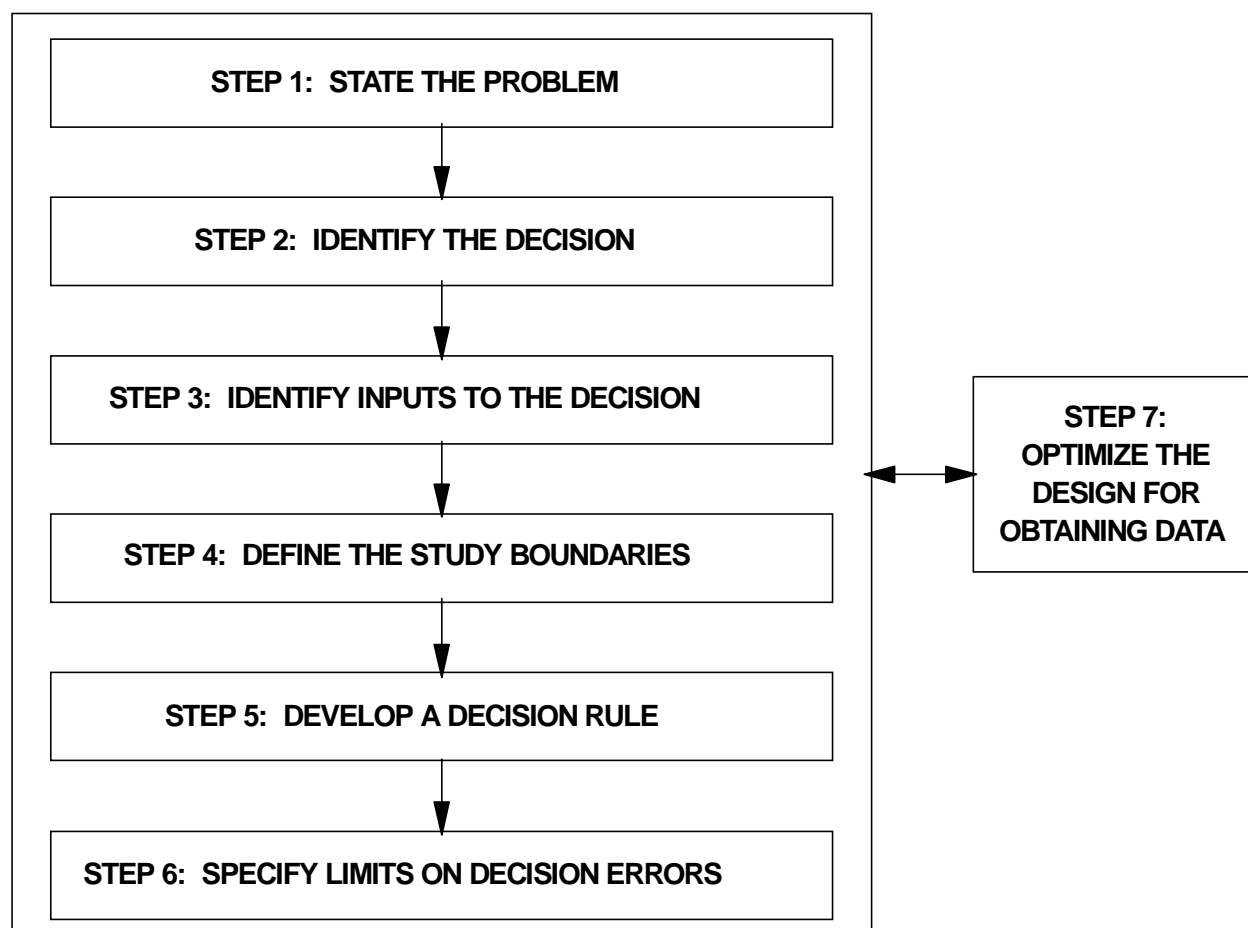 STEP 1: STATE THE PROBLEM
STEP 2: IDENTIFY THE DECISION
STEP 3: IDENTIFY INPUTS TO THE DECISION
STEP 4: DEFINE THE STUDY BOUNDARIES
STEP 5: DEVELOP A DECISION RULE
STEP 6: SPECIFY LIMITS ON DECISION ERRORS
STEP 7:
OPTIMIZE THE
DESIGN FOR
OBTAINING DATA